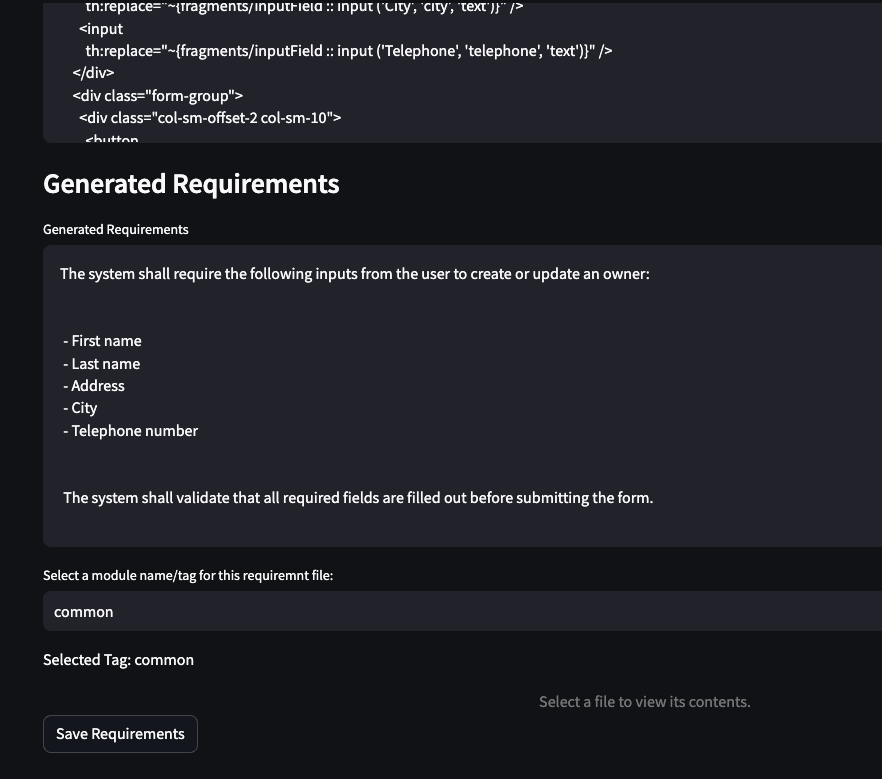 th:replace="~{fragments/inputField :: input ('City', 'city', 'text')}" />
<input
th:replace="~{fragments/inputField :: input ('Telephone', 'telephone', 'text')}" />
</div>
<div class="form-group">
<div class="col-sm-offset-2 col-sm-10">
<button
Generated Requirements
Generated Requirements
The system shall require the following inputs from the user to create or update an owner:
- First name
- Last name
- Address
- City
- Telephone number
The system shall validate that all required fields are filled out before submitting the form.
Select a module name/tag for this requiremnt file:
common
Selected Tag: common
Select a file to view its contents.
Save Requirements